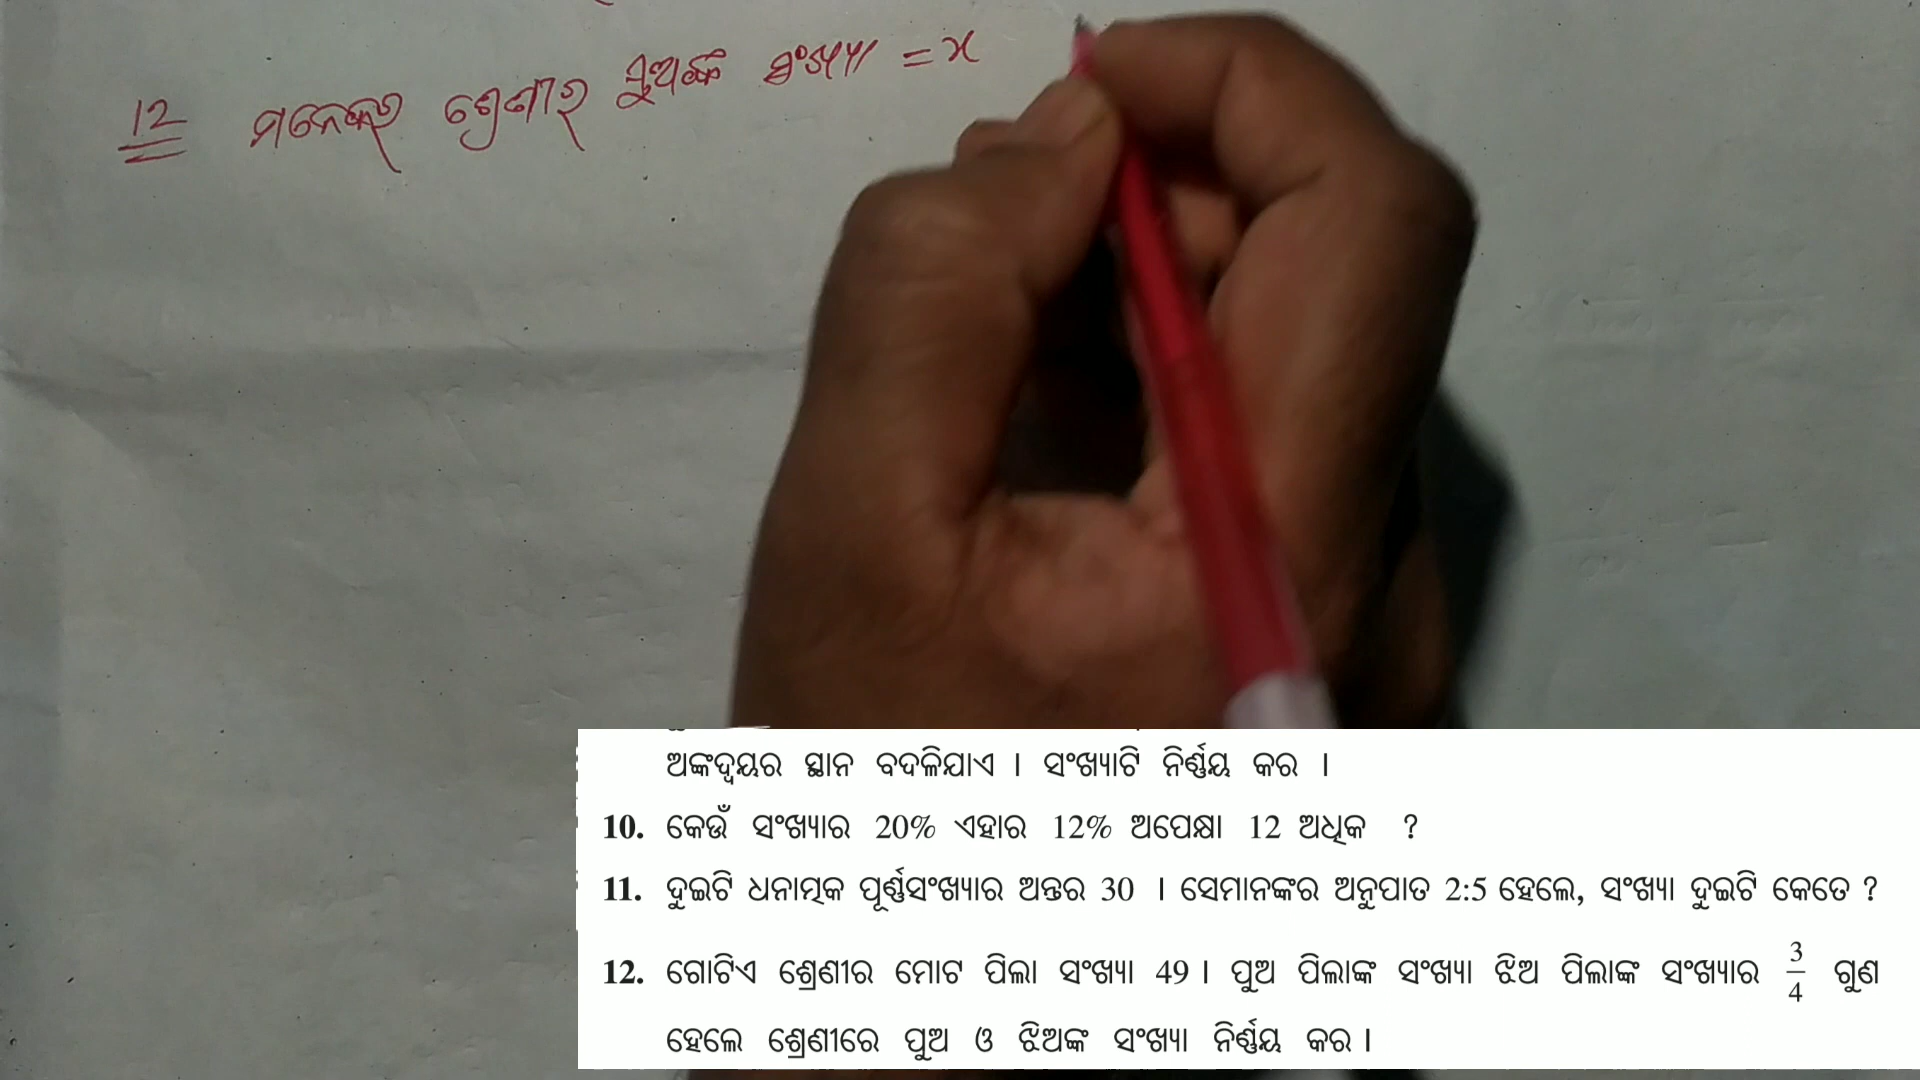 12 ମନେକର ଶ୍ରେଣୀର ପୁଅଙ୍କ ସଂଖ୍ୟା = x
ଅଙ୍କଦ୍ୱୟର ସ୍ଥାନ ବଦଳିଯାଏ । ସଂଖ୍ୟାଟି ନିର୍ଣ୍ଣୟ କର ।
10. କେଉଁ ସଂଖ୍ୟାର 20% ଏହାର 12% ଅପେକ୍ଷା 12 ଅଧିକ ?
11. ଦୁଇଟି ଧନାତ୍ମକ ପୂର୍ଣ୍ଣସଂଖ୍ୟାର ଅନ୍ତର 30 । ସେମାନଙ୍କର ଅନୁପାତ 2:5 ହେଲେ, ସଂଖ୍ୟା ଦୁଇଟି କେତେ ?
12. ଗୋଟିଏ ଶ୍ରେଣୀର ମୋଟ ପିଲା ସଂଖ୍ୟା 49 । ପୁଅ ପିଲାଙ୍କ ସଂଖ୍ୟା ଝିଅ ପିଲାଙ୍କ ସଂଖ୍ୟାର 3/4 ଗୁଣ
ହେଲେ ଶ୍ରେଣୀରେ ପୁଅ ଓ ଝିଅଙ୍କ ସଂଖ୍ୟା ନିର୍ଣ୍ଣୟ କର ।